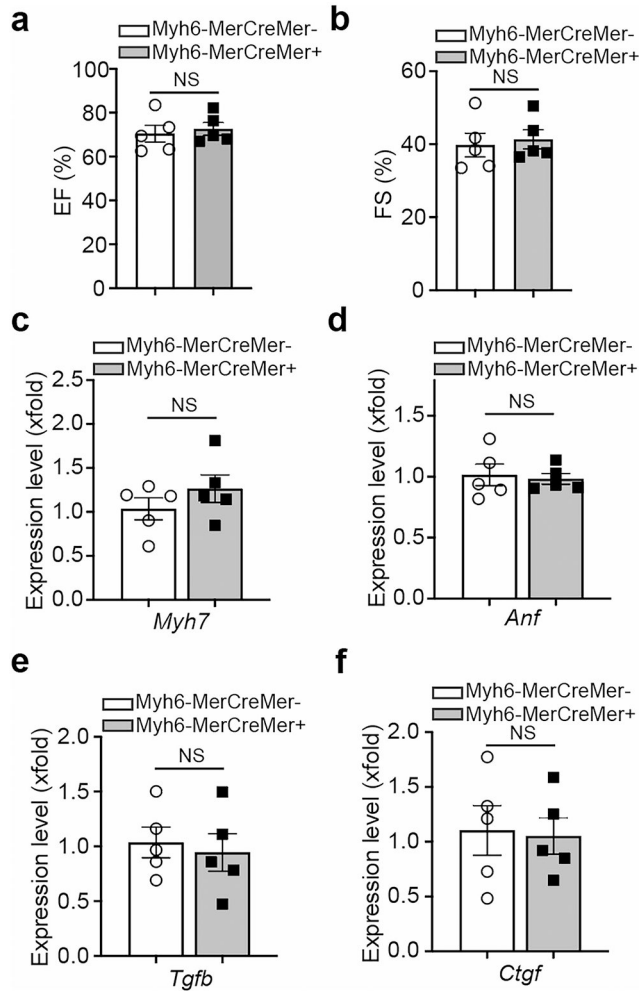 a
Myh6-MerCreMer-
Myh6-MerCreMer+
NS
100
80
60
40
20
0
EF (%)
b
Myh6-MerCreMer-
Myh6-MerCreMer+
NS
60
40
20
0
FS (%)
c
Myh6-MerCreMer-
Myh6-MerCreMer+
NS
2.5
2.0
1.5
1.0
0.5
0.0
Expression level (xfold)
Myh7
d
Myh6-MerCreMer-
Myh6-MerCreMer+
NS
1.5
1.0
0.5
0.0
Expression level (xfold)
Anf
e
Myh6-MerCreMer-
Myh6-MerCreMer+
NS
2.0
1.5
1.0
0.5
0.0
Expression level (xfold)
Tgfb
f
Myh6-MerCreMer-
Myh6-MerCreMer+
NS
2.0
1.5
1.0
0.5
0.0
Expression level (xfold)
Ctgf